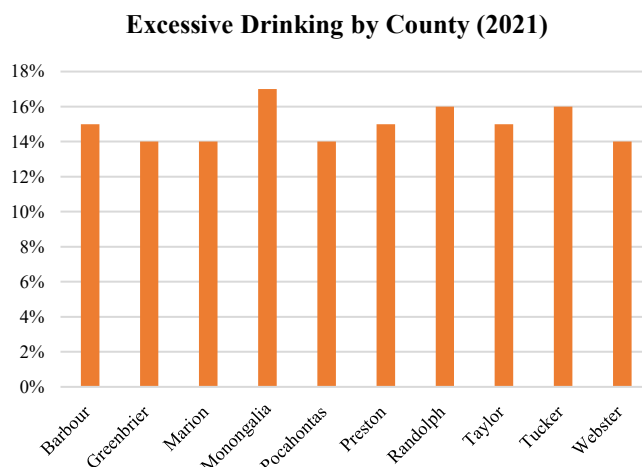 Excessive Drinking by County (2021)
18%
16%
14%
12%
10%
8%
6%
4%
2%
0%
Barbour
Greenbrier
Marion
Monongalia
Pocahontas
Preston
Randolph
Taylor
Tucker
Webster